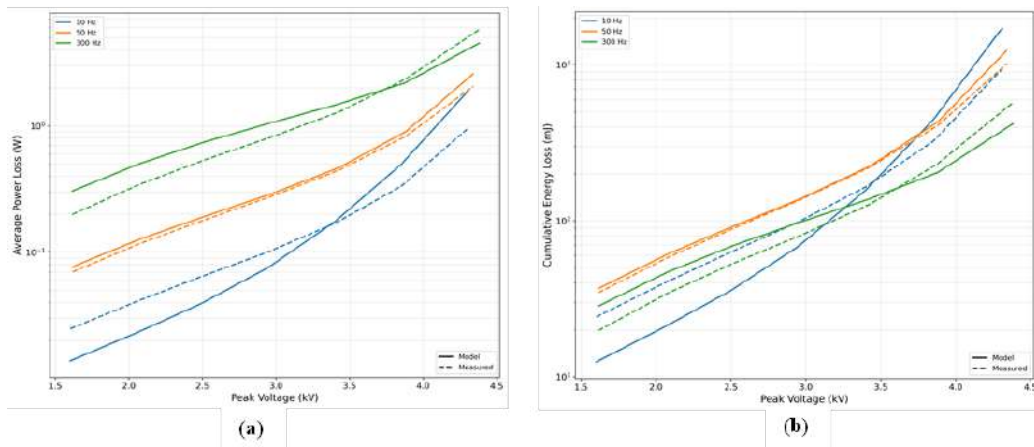 10 Hz
50 Hz
300 Hz
Average Power Loss (W)
10⁰
10⁻¹
Model
Measured
1.5 2.0 2.5 3.0 3.5 4.0 4.5
Peak Voltage (kV)
(a)
10 Hz
50 Hz
300 Hz
Cumulative Energy Loss (mJ)
10²
10¹
Model
Measured
1.5 2.0 2.5 3.0 3.5 4.0 4.5
Peak Voltage (kV)
(b)